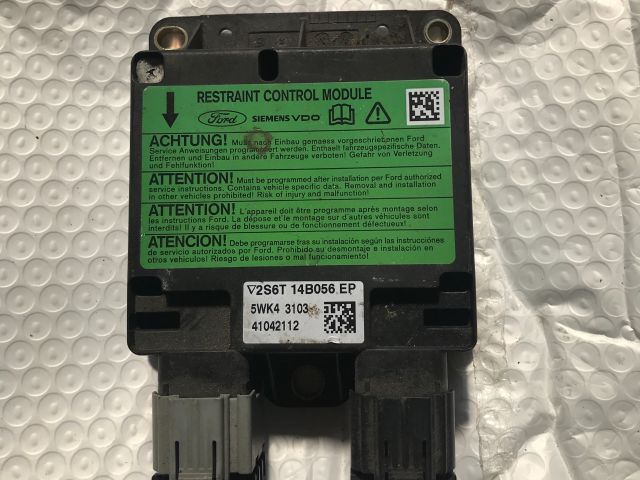 RESTRAINT CONTROL MODULE
Ford SIEMENS VDO
ACHTUNG! Muss nach Einbau gemaess vorgeschriebenen Ford
Service Anweisungen programmiert werden. Enthaelt fahrzeugspezifische Daten.
Entfernen und Einbau in andere Fahrzeuge verboten! Gefahr von Verletzung
und Fehlfunktion!
ATTENTION! Must be programmed after installation per Ford authorized
service instructions. Contains vehicle specific data. Removal and installation
in other vehicles prohibited! Risk of injury and malfunction!
ATTENTION! L'appareil doit être programme après montage selon
les instructions Ford. La dépose et le montage sur d'autres véhicules sont
interdits! Il y a risque de blessure ou de fonctionnement défectueux!
ATENCION! Debe programarse tras su instalación según las instrucciónes
de servicio autorizados por Ford. Prohibido su desmontaje e instalación en
otros vehiculos! Riesgo de lesiones o mal funcionamiento!
▽2S6T 14B056 EP
5WK4 3103
41042112